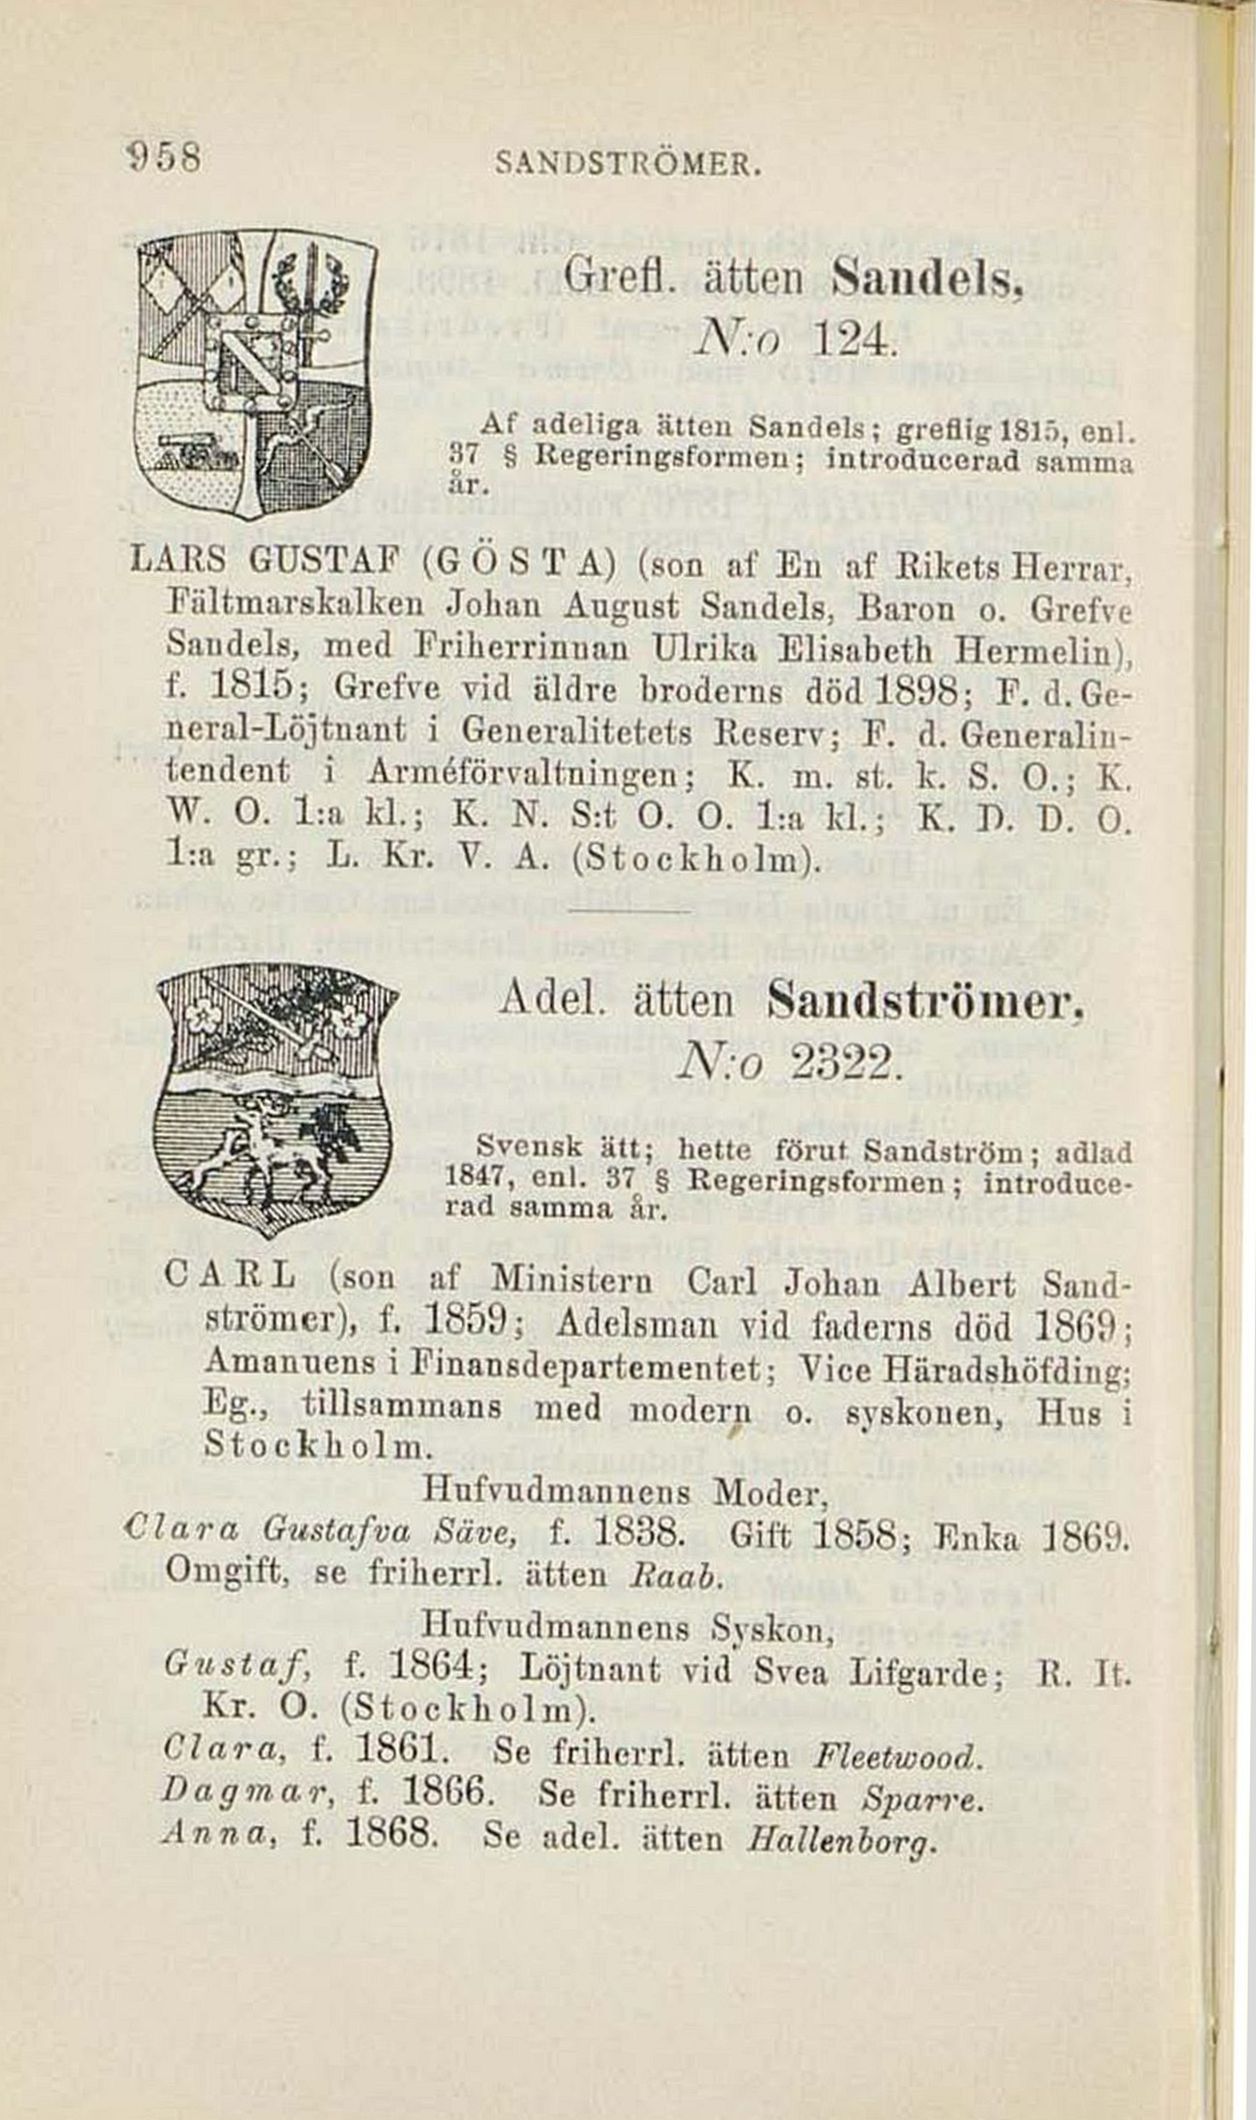 958
SANDSTRÖMER.
Grefl. ätten Sandels,
N:o 124.
Af adeliga ätten Sandels; greflig 1815, enl.
37 § Regeringsformen; introducerad samma
år.
LARS GUSTAF (GÖSTA) (son af En af Rikets Herrar,
Fältmarskalken Johan August Sandels, Baron o. Grefve
Sandels, med Friherrinnan Ulrika Elisabeth Hermelin),
f. 1815; Grefve vid äldre broderns död 1898; F. d. Ge-
neral-Löjtnant i Generalitetets Reserv; F. d. Generalin-
tendent i Arméförvaltningen; K. m. st. k. S. O.; K.
W. O. 1:a kl.; K. N. S:t O. O. 1:a kl.; K. D. D. O.
1:a gr.; L. Kr. V. A. (Stockholm).
Adel. ätten Sandströmer,
N:o 2322.
Svensk ätt; hette förut Sandström; adlad
1847, enl. 37 § Regeringsformen; introduce-
rad samma år.
CARL (son af Ministern Carl Johan Albert Sand-
strömer), f. 1859; Adelsman vid faderns död 1869;
Amanuens i Finansdepartementet; Vice Häradshöfding;
Eg., tillsammans med modern o. syskonen, Hus i
Stockholm.
Hufvudmannens Moder,
Clara Gustafva Säve, f. 1838. Gift 1858; Enka 1869.
Omgift, se friherrl. ätten Raab.
Hufvudmannens Syskon,
Gustaf, f. 1864; Löjtnant vid Svea Lifgarde; R. It.
Kr. O. (Stockholm).
Clara, f. 1861. Se friherrl. ätten Fleetwood.
Dagmar, f. 1866. Se friherrl. ätten Sparre.
Anna, f. 1868. Se adel. ätten Hallenborg.